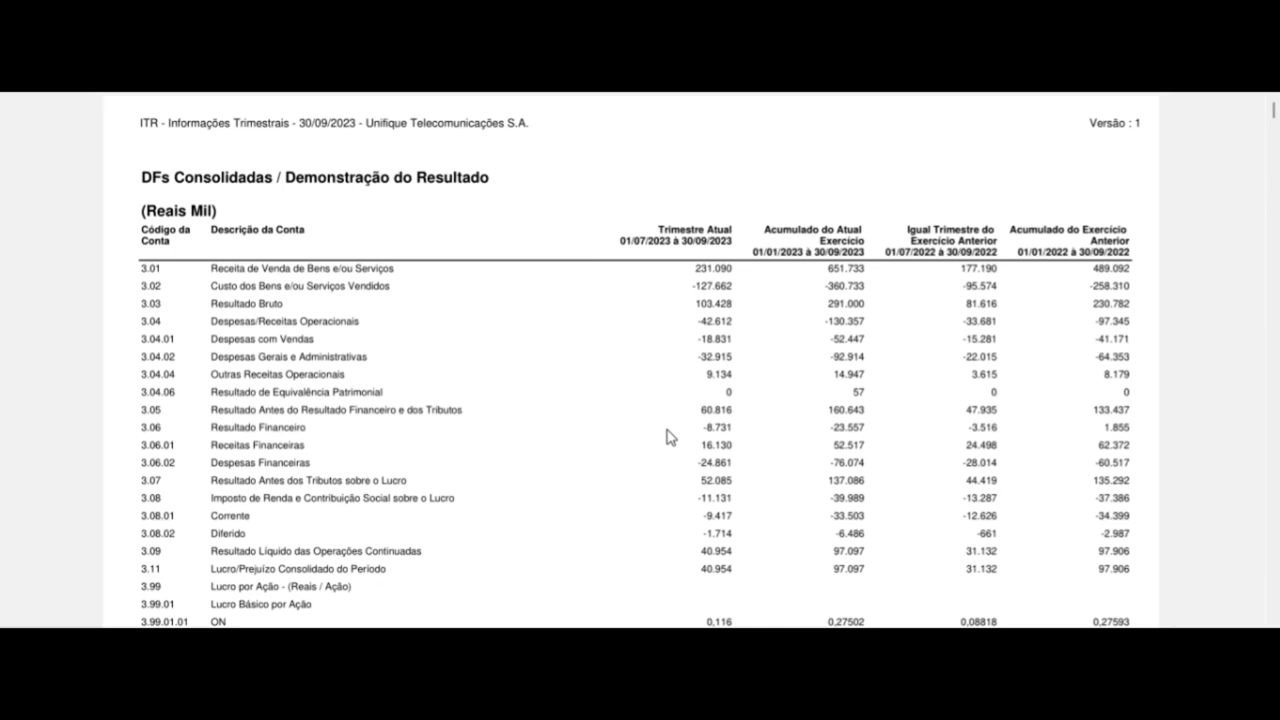 ITR - Informações Trimestrais - 30/09/2023 - Unifique Telecomunicações S.A. Versão : 1
DFs Consolidadas / Demonstração do Resultado
(Reais Mil)
Código da Conta Descrição da Conta Trimestre Atual 01/07/2023 à 30/09/2023 Acumulado do Atual Exercício 01/01/2023 à 30/09/2023 Igual Trimestre do Exercício Anterior 01/07/2022 à 30/09/2022 Acumulado do Exercício Anterior 01/01/2022 à 30/09/2022
3.01 Receita de Venda de Bens e/ou Serviços 231.090 651.733 177.190 489.092
3.02 Custo dos Bens e/ou Serviços Vendidos -127.662 -360.733 -95.574 -258.310
3.03 Resultado Bruto 103.428 291.000 81.616 230.782
3.04 Despesas/Receitas Operacionais -42.612 -130.357 -33.681 -97.345
3.04.01 Despesas com Vendas -18.831 -52.447 -15.281 -41.171
3.04.02 Despesas Gerais e Administrativas -32.915 -92.914 -22.015 -64.353
3.04.04 Outras Receitas Operacionais 9.134 14.947 3.615 8.179
3.04.06 Resultado de Equivalência Patrimonial 0 57 0 0
3.05 Resultado Antes do Resultado Financeiro e dos Tributos 60.816 160.643 47.935 133.437
3.06 Resultado Financeiro -8.731 -23.557 -3.516 1.855
3.06.01 Receitas Financeiras 16.130 52.517 24.498 62.372
3.06.02 Despesas Financeiras -24.861 -76.074 -28.014 -60.517
3.07 Resultado Antes dos Tributos sobre o Lucro 52.085 137.086 44.419 135.292
3.08 Imposto de Renda e Contribuição Social sobre o Lucro -11.131 -39.989 -13.287 -37.386
3.08.01 Corrente -9.417 -33.503 -12.626 -34.399
3.08.02 Diferido -1.714 -6.486 -661 -2.987
3.09 Resultado Líquido das Operações Continuadas 40.954 97.097 31.132 97.906
3.11 Lucro/Prejuízo Consolidado do Período 40.954 97.097 31.132 97.906
3.99 Lucro por Ação - (Reais / Ação)
3.99.01 Lucro Básico por Ação
3.99.01.01 ON 0,116 0,27502 0,08818 0,27593